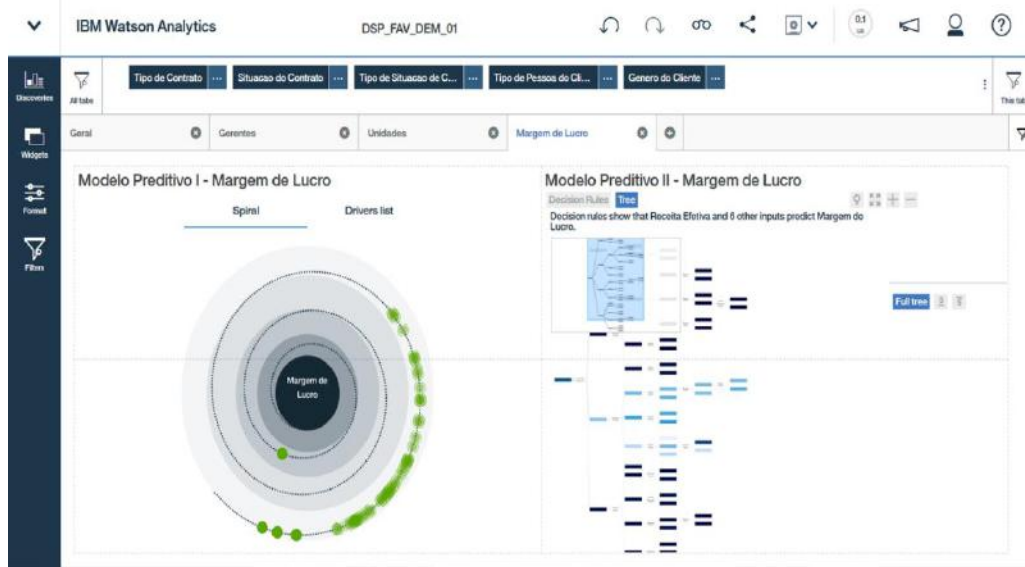 IBM Watson Analytics
DSP_FAV_DEM_01
Discoveries
Widgets
Format
Filters
All tabs
Tipo de Contrato ...
Situacao do Contrato ...
Tipo de Situacao de C... ...
Tipo de Pessoa do Cli... ...
Genero do Cliente ...
This tab
Geral
Gerentes
Unidades
Margem de Lucro
Modelo Preditivo I - Margem de Lucro
Spiral
Drivers list
Margem de
Lucro
Modelo Preditivo II - Margem de Lucro
Decision Rules
Tree
Decision rules show that Receita Efetiva and 6 other inputs predict Margem de
Lucro.
Full tree